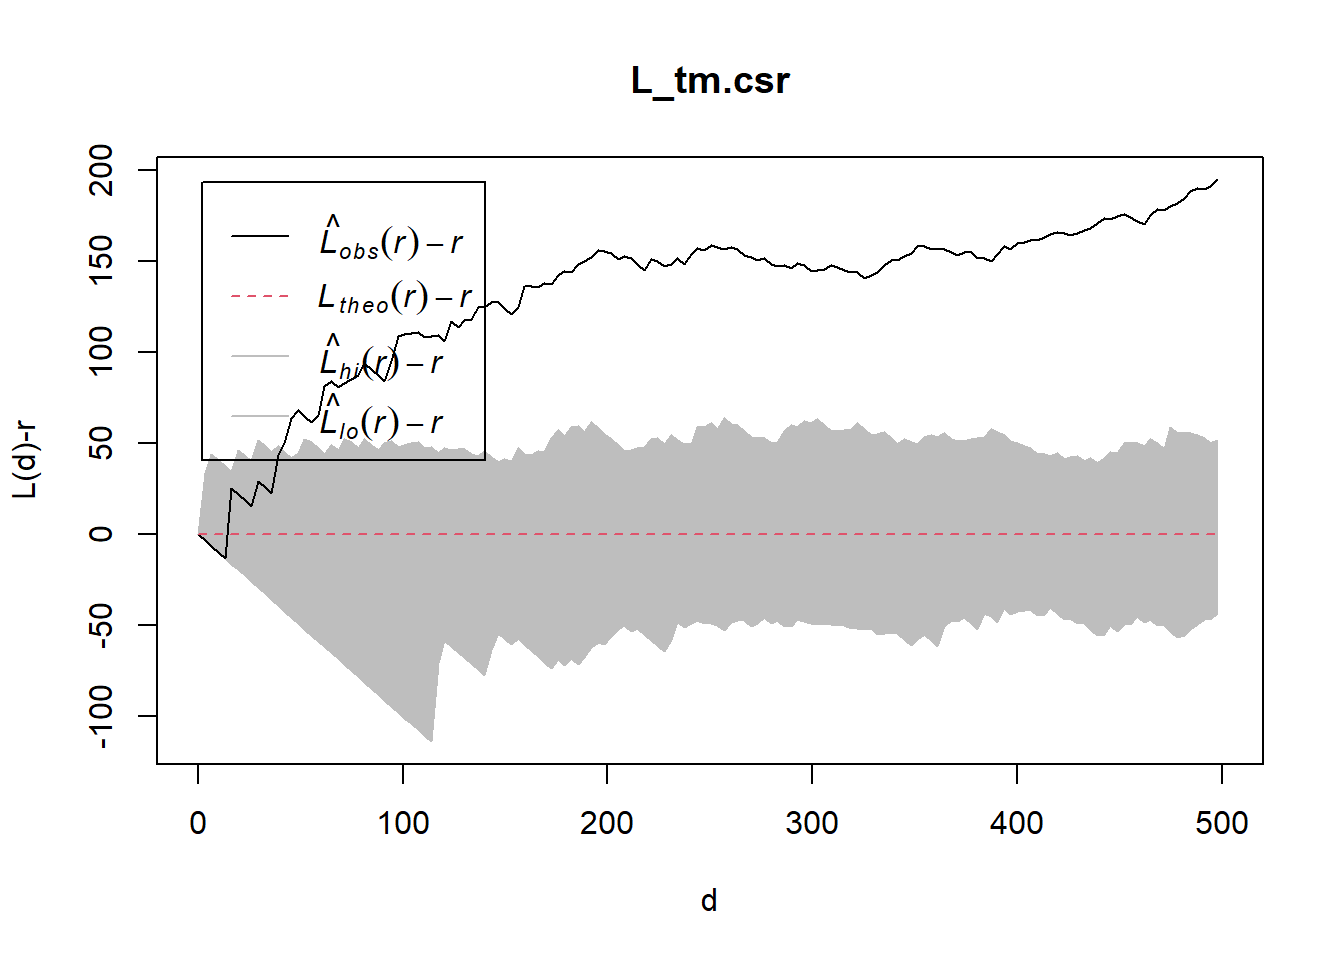 L_tm.csr
L(d)-r
200
150
100
50
0
-50
-100
L̂obs(r) − r
Ltheo(r) − r
L̂hi(r) − r
L̂lo(r) − r
0 100 200 300 400 500
d